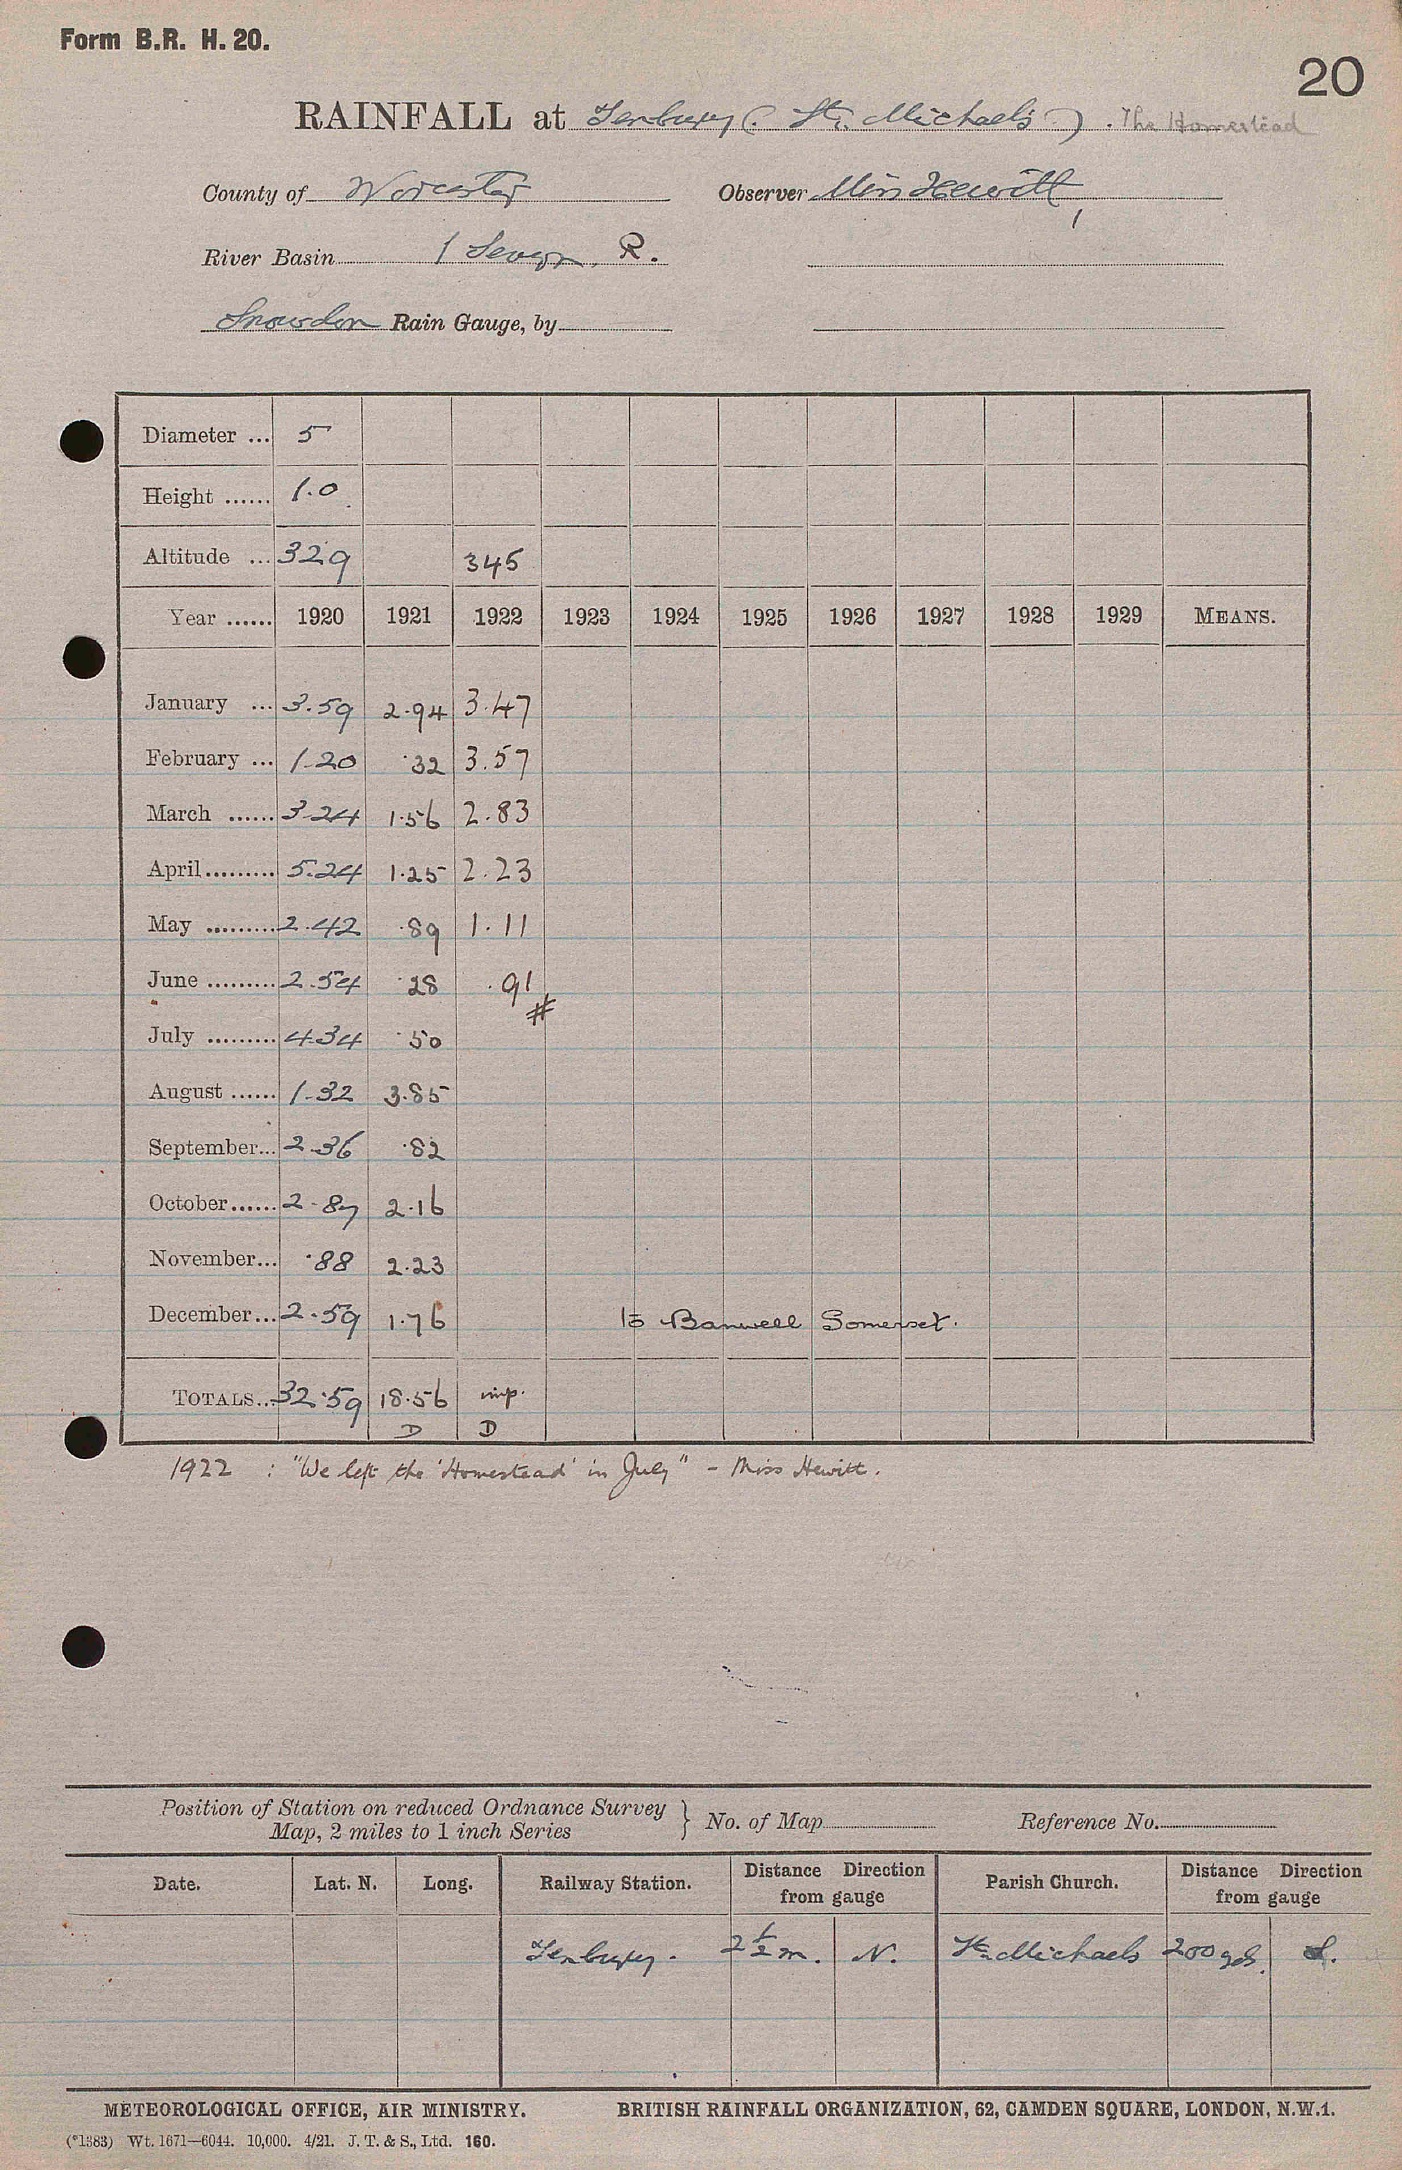 Form B.R. H. 20.
20
RAINFALL at Tenbury (St. Michaels) . The Homestead
County of Worcester Observer Miss Hewitt,
River Basin / Severn. R.
Snowdon Rain Gauge, by
Diameter ... 5
Height ...... 1.0
Altitude ... 329 345
Year ...... 1920 1921 1922 1923 1924 1925 1926 1927 1928 1929 MEANS.
January ... 3.59 2.94 3.47
February ... 1.20 .32 3.57
March ...... 3.24 1.56 2.83
April ......... 5.24 1.25 2.23
May ......... 2.42 .89 1.11
June ......... 2.54 .28 .91
#
July ......... 4.34 .50
August ...... 1.32 3.85
September... 2.36 .82
October ...... 2.87 2.16
November... .88 2.23
December... 2.59 1.76 to Banwell Somerset.
TOTALS... 32.59 18.56 imp.
D D
1922 : "We left the 'Homestead' in July" - Miss Hewitt.
Position of Station on reduced Ordnance Survey
Map, 2 miles to 1 inch Series } No. of Map Reference No.
Date. Lat. N. Long. Railway Station. Distance Direction from gauge Parish Church. Distance Direction from gauge
Tenbury. 2½ m. N. St. Michaels 200 yds. S.
METEOROLOGICAL OFFICE, AIR MINISTRY. BRITISH RAINFALL ORGANIZATION, 62, CAMDEN SQUARE, LONDON, N.W.1.
(*1383) Wt. 1671—6044. 10,000. 4/21. J. T. & S., Ltd. 160.